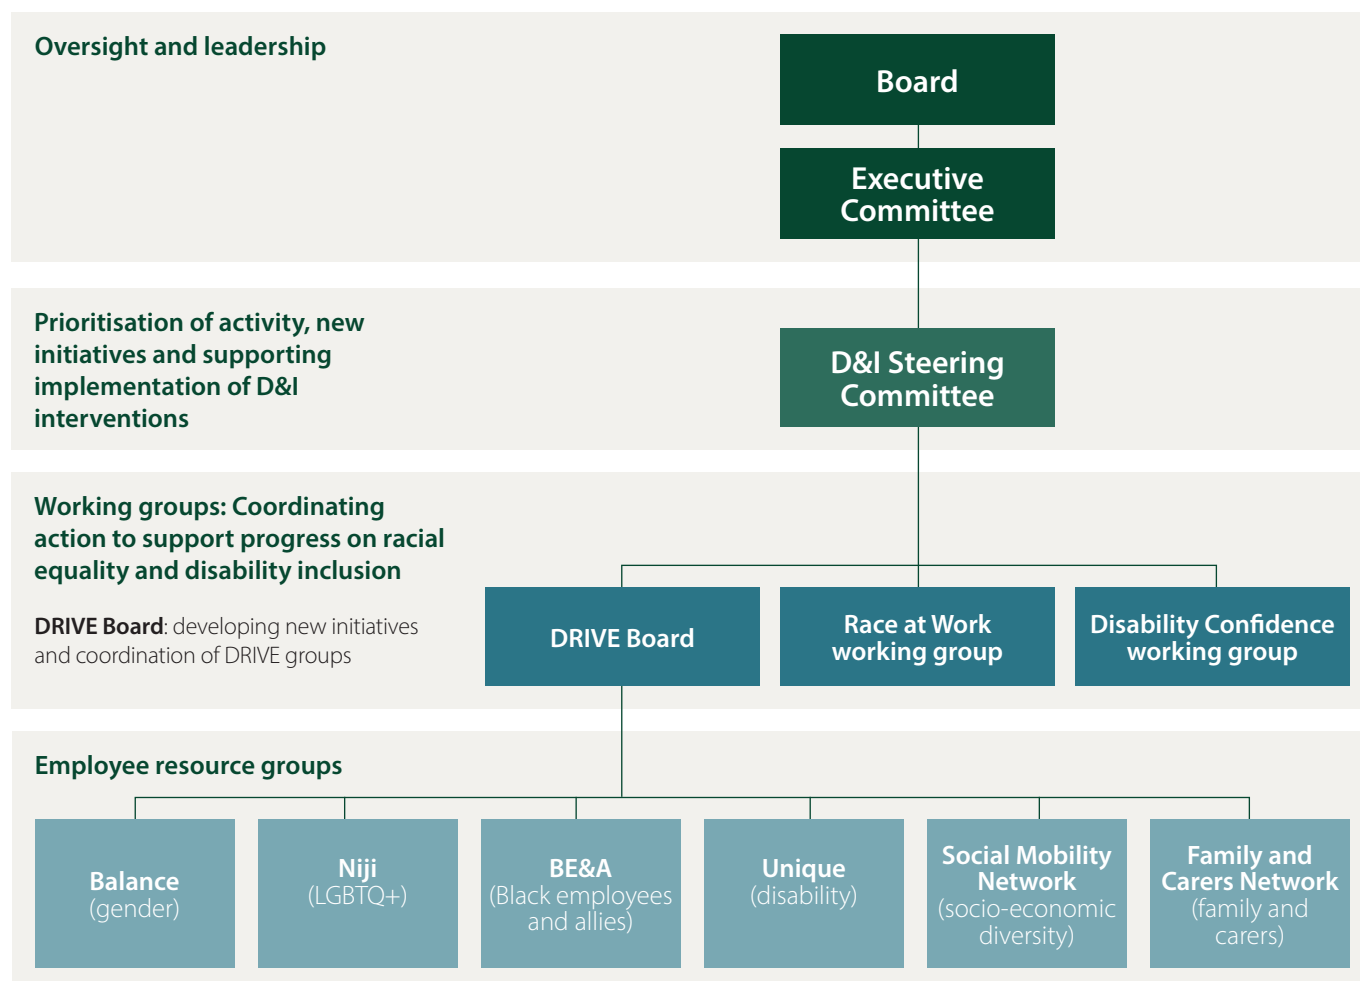 Oversight and leadership
Board
Executive
Committee
Prioritisation of activity, new
initiatives and supporting
implementation of D&I
interventions
D&I Steering
Committee
Working groups: Coordinating
action to support progress on racial
equality and disability inclusion
DRIVE Board: developing new initiatives
and coordination of DRIVE groups
DRIVE Board
Race at Work
working group
Disability Confidence
working group
Employee resource groups
Balance
(gender)
Niji
(LGBTQ+)
BE&A
(Black employees
and allies)
Unique
(disability)
Social Mobility
Network
(socio-economic
diversity)
Family and
Carers Network
(family and
carers)